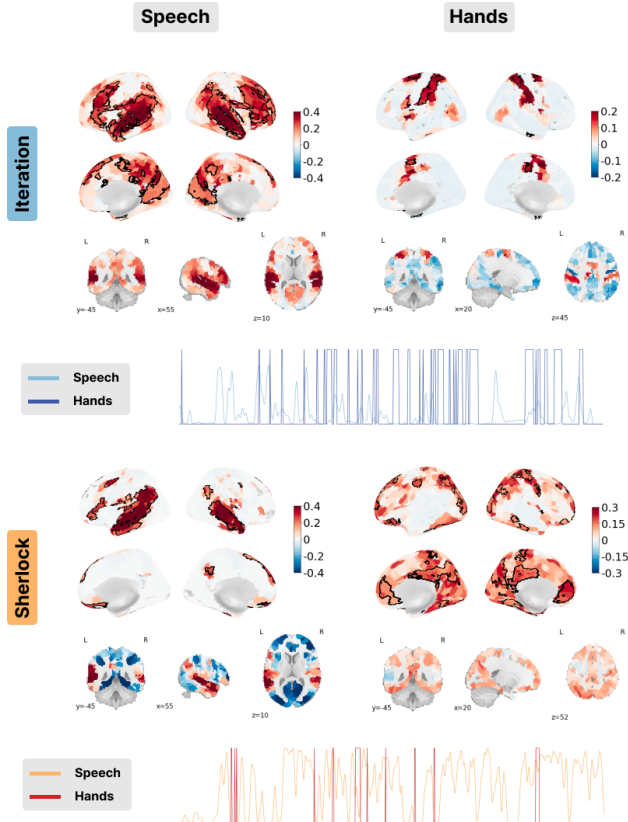 Speech
Hands
Iteration
0.4
0.2
0
-0.2
-0.4
0.2
0.1
0
-0.1
-0.2
L R
y=-45
x=55
L R
z=10
L R
y=-45
x=20
L R
z=45
Speech
Hands
Sherlock
0.4
0.2
0
-0.2
-0.4
0.3
0.15
0
-0.15
-0.3
L R
y=-45
x=55
L R
z=10
L R
y=-45
x=20
L R
z=52
Speech
Hands